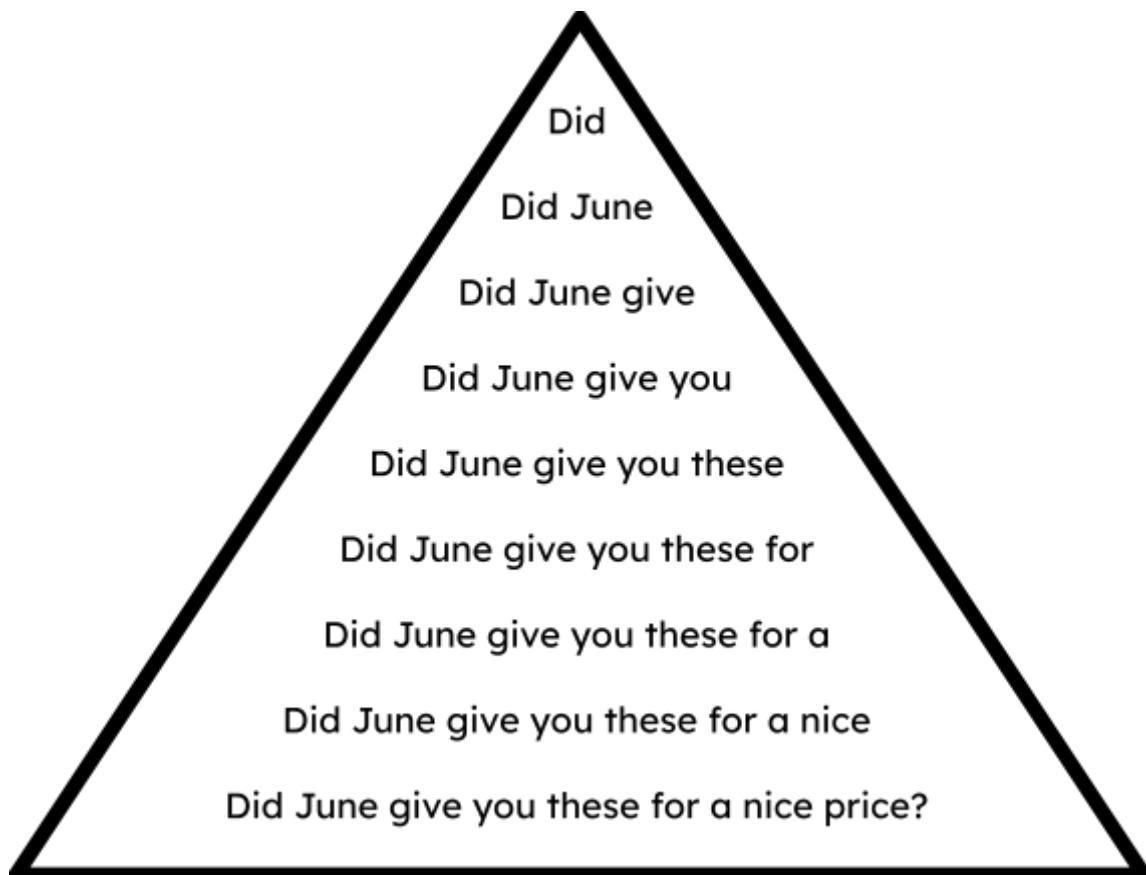 Did
Did June
Did June give
Did June give you
Did June give you these
Did June give you these for
Did June give you these for a
Did June give you these for a nice
Did June give you these for a nice price?